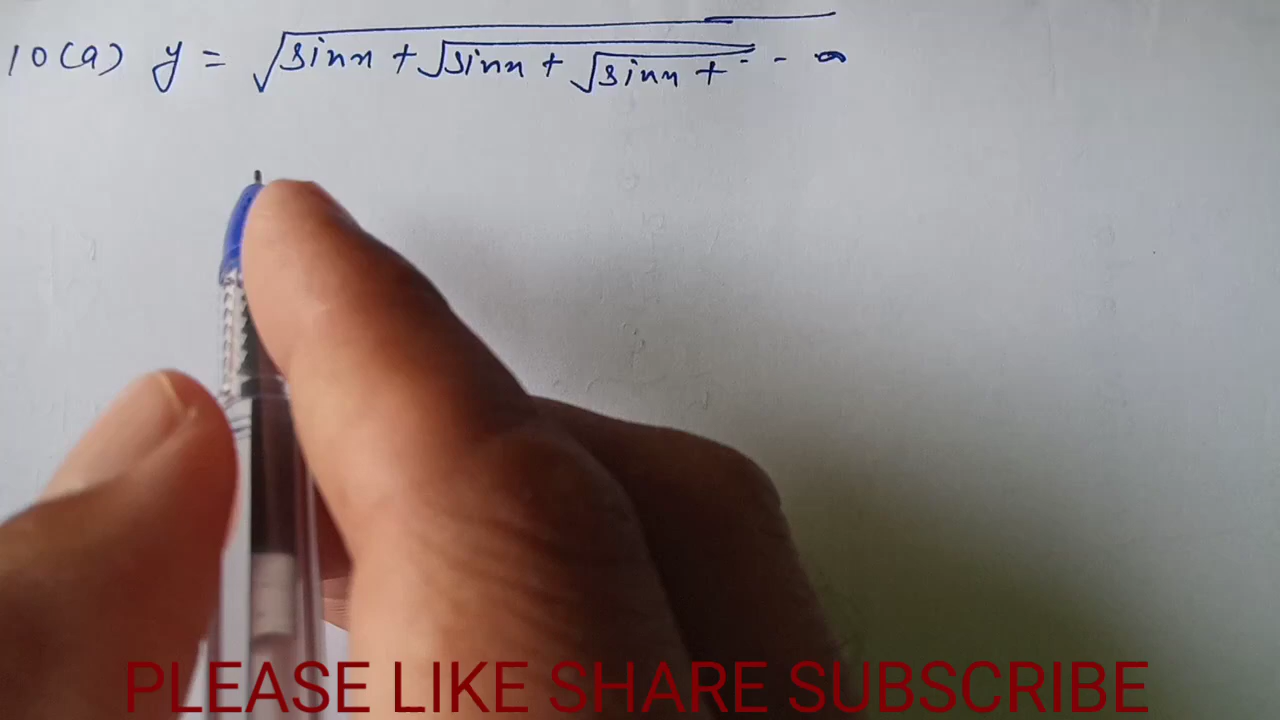 10(a) y = √sinx + √sinx + √sinx + - - ∞
PLEASE LIKE SHARE SUBSCRIBE